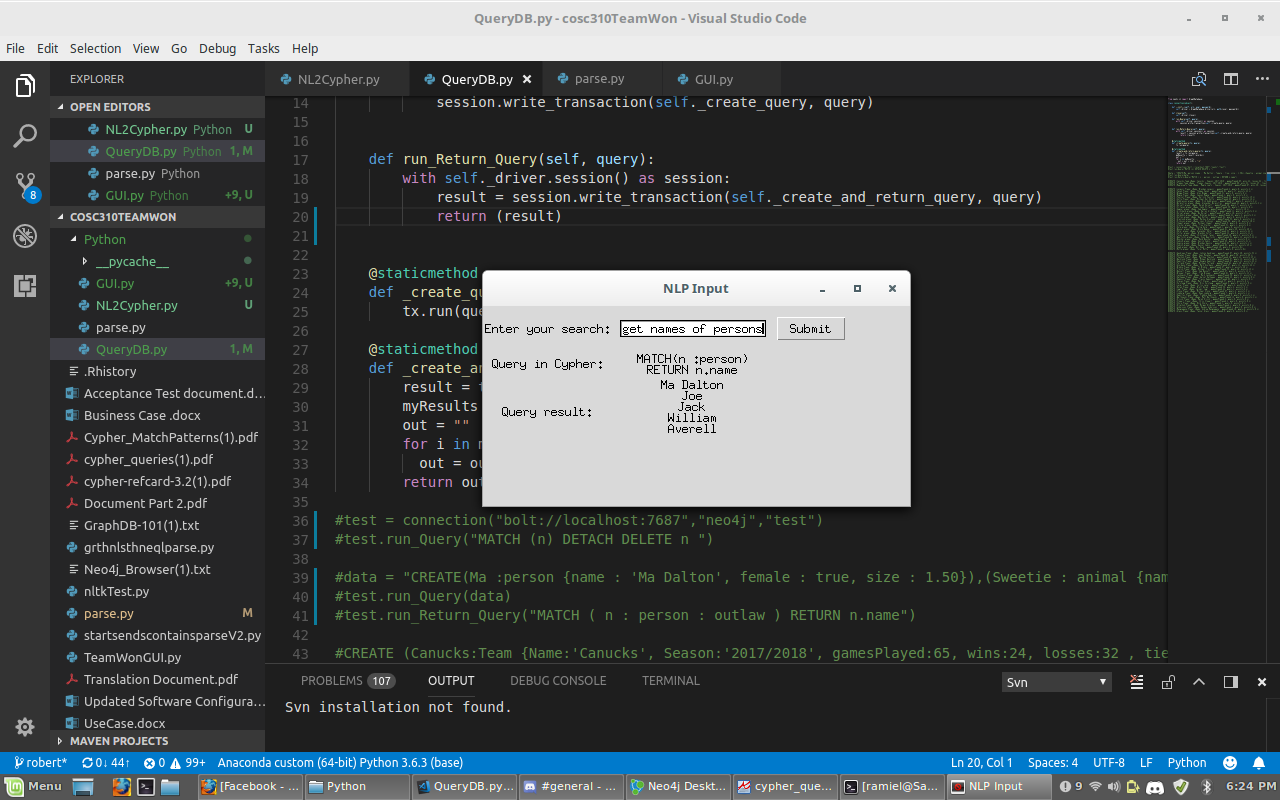 QueryDB.py - cosc310TeamWon - Visual Studio Code
File Edit Selection View Go Debug Tasks Help
EXPLORER
OPEN EDITORS
NL2Cypher.py Python U
QueryDB.py Python 1, M
parse.py Python
GUI.py Python +9, U
COSC310TEAMWON
Python
__pycache__
GUI.py +9, U
NL2Cypher.py U
parse.py
QueryDB.py 1, M
.Rhistory
Acceptance Test document.d...
Business Case .docx
Cypher_MatchPatterns(1).pdf
cypher_queries(1).pdf
cypher-refcard-3.2(1).pdf
Document Part 2.pdf
GraphDB-101(1).txt
grthnlsthneqlparse.py
Neo4j_Browser(1).txt
nltkTest.py
parse.py M
startsendscontainsparseV2.py
TeamWonGUI.py
Translation Document.pdf
Updated Software Configura...
UseCase.docx
MAVEN PROJECTS
8
NL2Cypher.py QueryDB.py parse.py GUI.py
14 session.write_transaction(self._create_query, query)
15
16
17 def run_Return_Query(self, query):
18 with self._driver.session() as session:
19 result = session.write_transaction(self._create_and_return_query, query)
20 return (result)
21
22
23 @staticmethod
24 def _create_qu
25 tx.run(que
26
27 @staticmethod
28 def _create_an
29 result = t
30 myResults
31 out = ""
32 for i in m
33 out = ou
34 return out
35
36 #test = connection("bolt://localhost:7687","neo4j","test")
37 #test.run_Query("MATCH (n) DETACH DELETE n ")
38
39 #data = "CREATE(Ma :person {name : 'Ma Dalton', female : true, size : 1.50}),(Sweetie : animal {nam
40 #test.run_Query(data)
41 #test.run_Return_Query("MATCH ( n : person : outlaw ) RETURN n.name")
42
43 #CREATE (Canucks:Team {Name:'Canucks', Season:'2017/2018', gamesPlayed:65, wins:24, losses:32 , tie
NLP Input
Enter your search: get names of persons Submit
Query in Cypher: MATCH(n :person)
RETURN n.name
Query result: Ma Dalton
Joe
Jack
William
Averell
PROBLEMS 107 OUTPUT DEBUG CONSOLE TERMINAL Svn
Svn installation not found.
robert* 0↓ 44↑ 0 99+ Anaconda custom (64-bit) Python 3.6.3 (base) Ln 20, Col 1 Spaces: 4 UTF-8 LF Python
Menu [Facebook - ... Python QueryDB.py... #general - ... Neo4j Deskt... cypher_que... [ramiel@Sa... NLP Input 9 6:24 PM